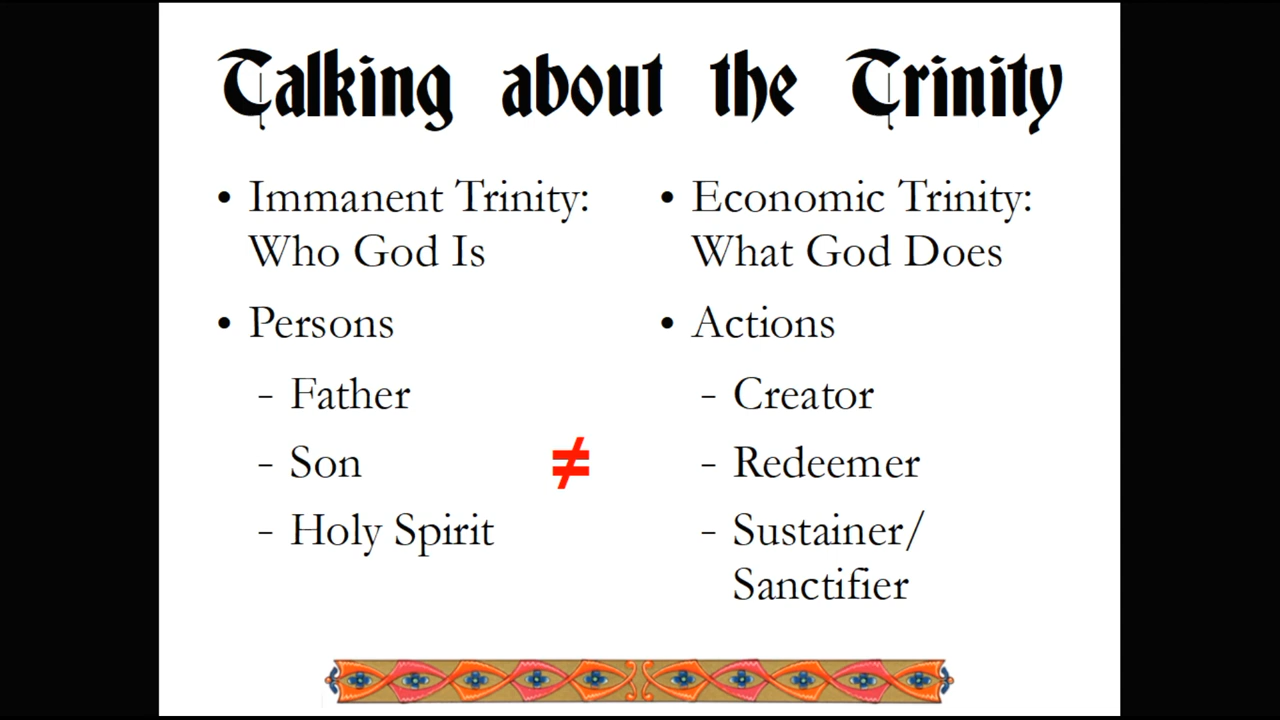 Talking about the Trinity
• Immanent Trinity:
Who God Is
• Persons
- Father
- Son
- Holy Spirit
≠
• Economic Trinity:
What God Does
• Actions
- Creator
- Redeemer
- Sustainer/
Sanctifier